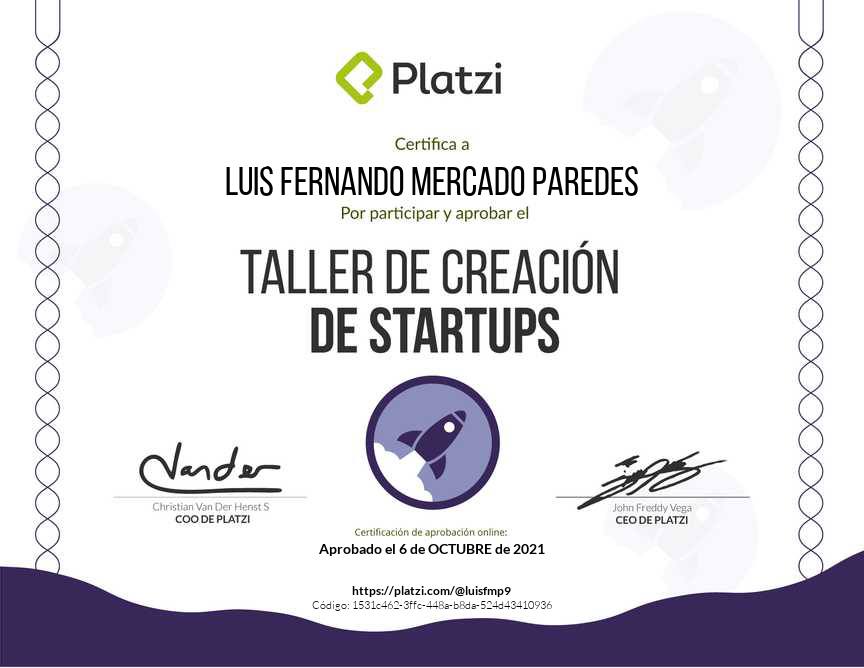 Platzi
Certifica a
LUIS FERNANDO MERCADO PAREDES
Por participar y aprobar el
TALLER DE CREACIÓN
DE STARTUPS
Vander
Christian Van Der Henst S
COO DE PLATZI
John Freddy Vega
CEO DE PLATZI
Certificación de aprobación online:
Aprobado el 6 de OCTUBRE de 2021
https://platzi.com/@luisfmp9
Código: 1531c462-3ffc-448a-b8da-524d43410936